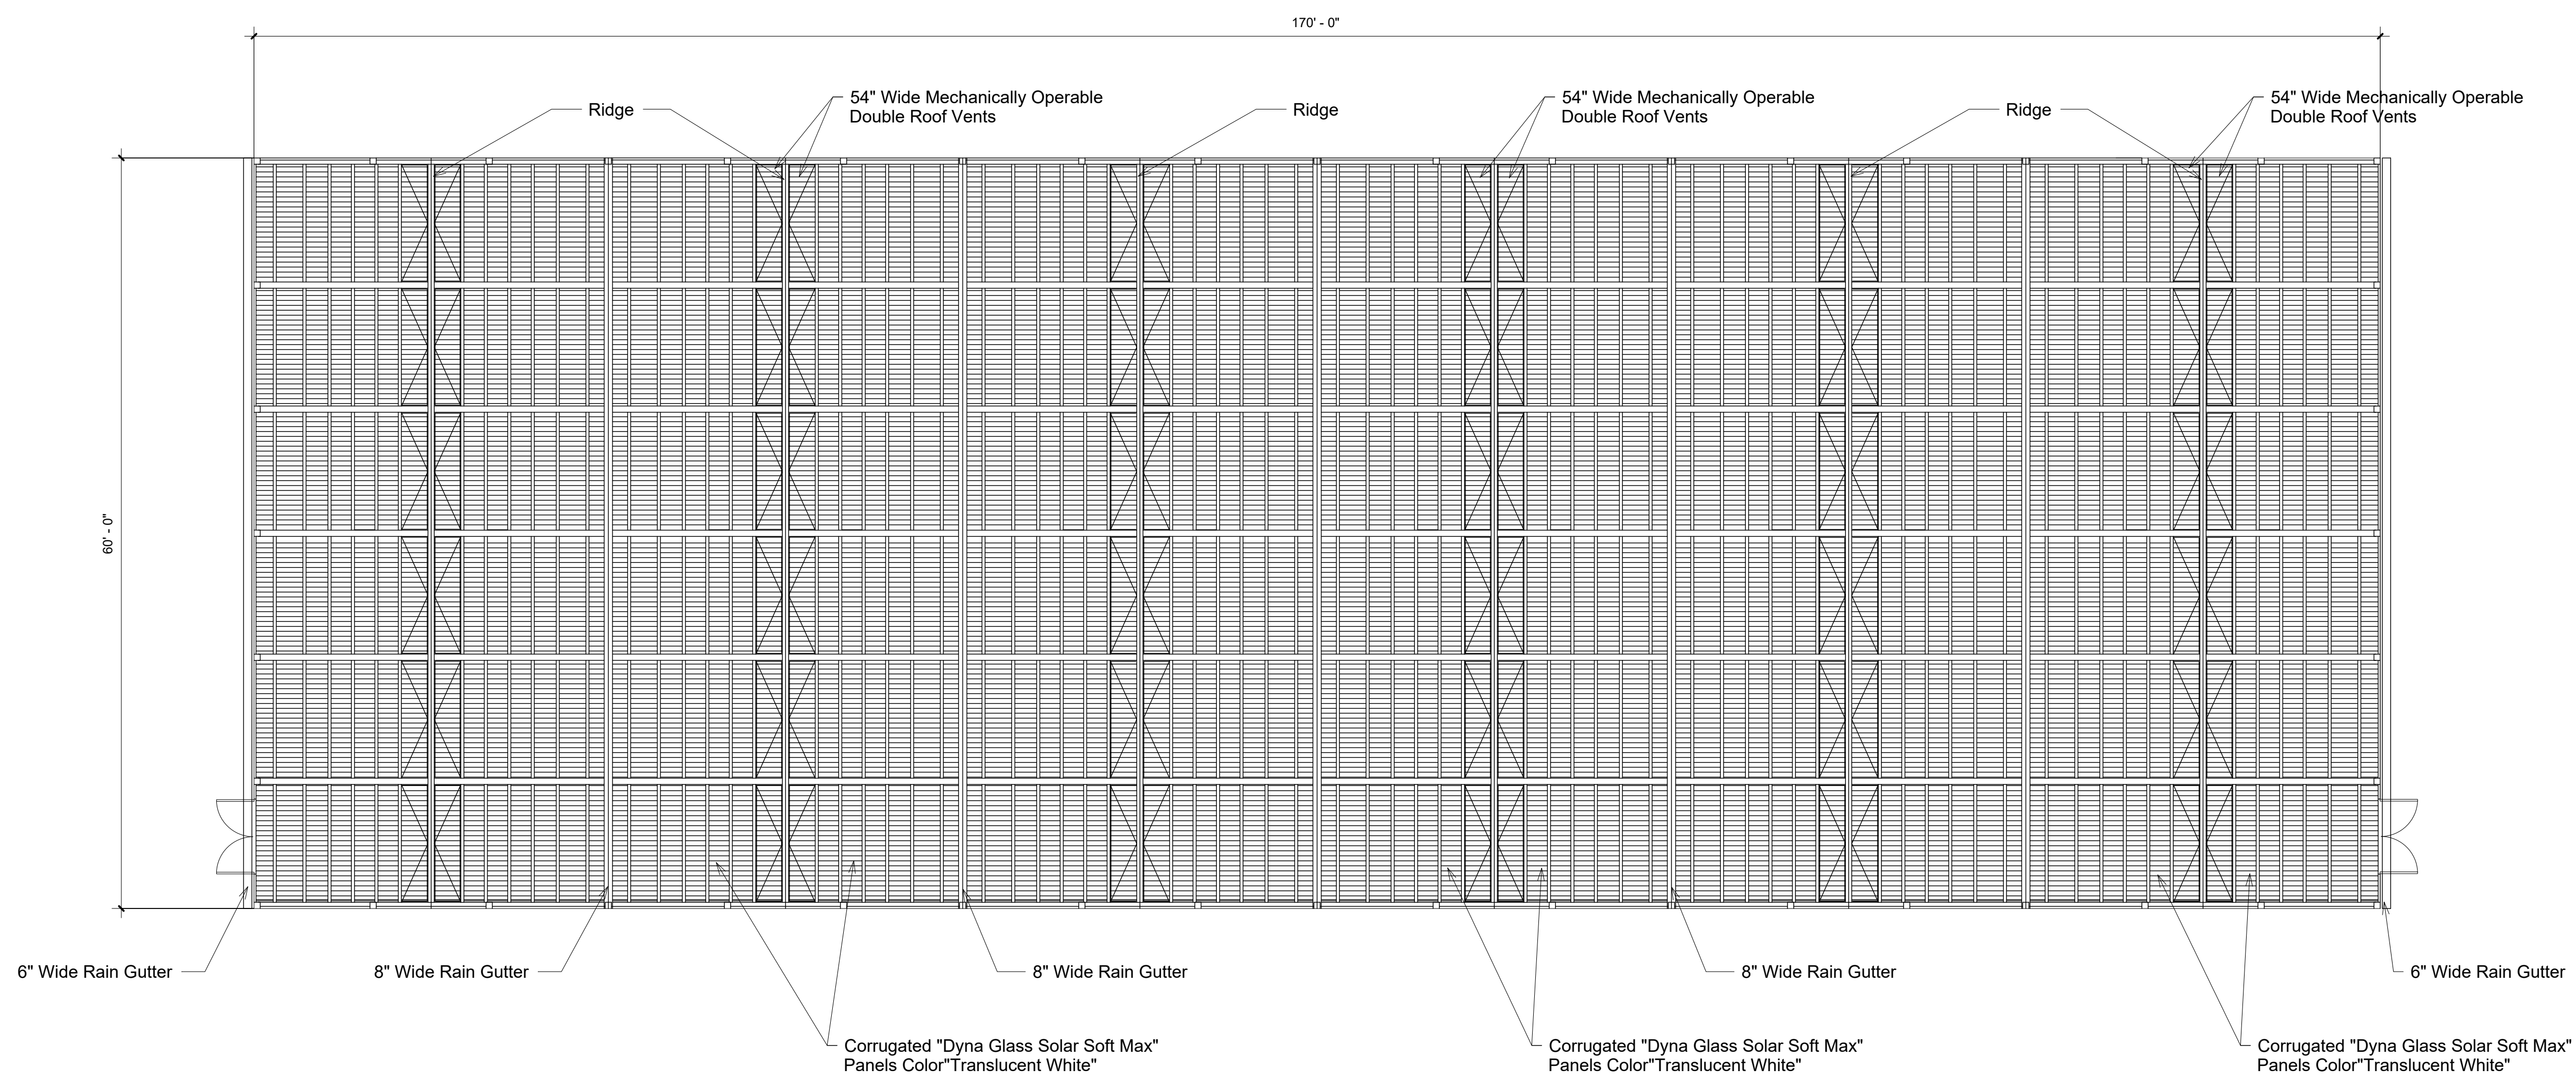 170' - 0"
54" Wide Mechanically Operable
Double Roof Vents
54" Wide Mechanically Operable
Double Roof Vents
54" Wide Mechanically Operable
Double Roof Vents
Ridge
Ridge
Ridge
60' - 0"
6" Wide Rain Gutter
8" Wide Rain Gutter
8" Wide Rain Gutter
8" Wide Rain Gutter
6" Wide Rain Gutter
Corrugated "Dyna Glass Solar Soft Max"
Panels Color"Translucent White"
Corrugated "Dyna Glass Solar Soft Max"
Panels Color"Translucent White"
Corrugated "Dyna Glass Solar Soft Max"
Panels Color"Translucent White"